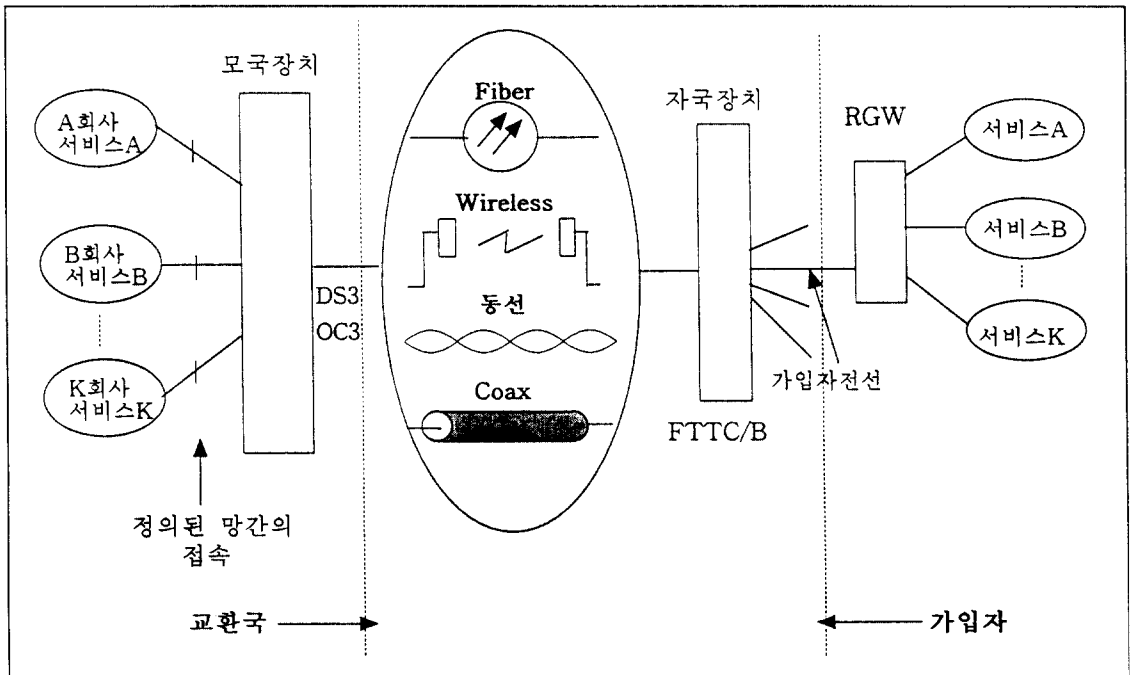 모국장치
A회사
서비스A
B회사
서비스B
K회사
서비스K
정의된 망간의
접속
DS3
OC3
Fiber
Wireless
동선
Coax
자국장치
FTTC/B
가입자전선
RGW
서비스A
서비스B
서비스K
교환국
가입자